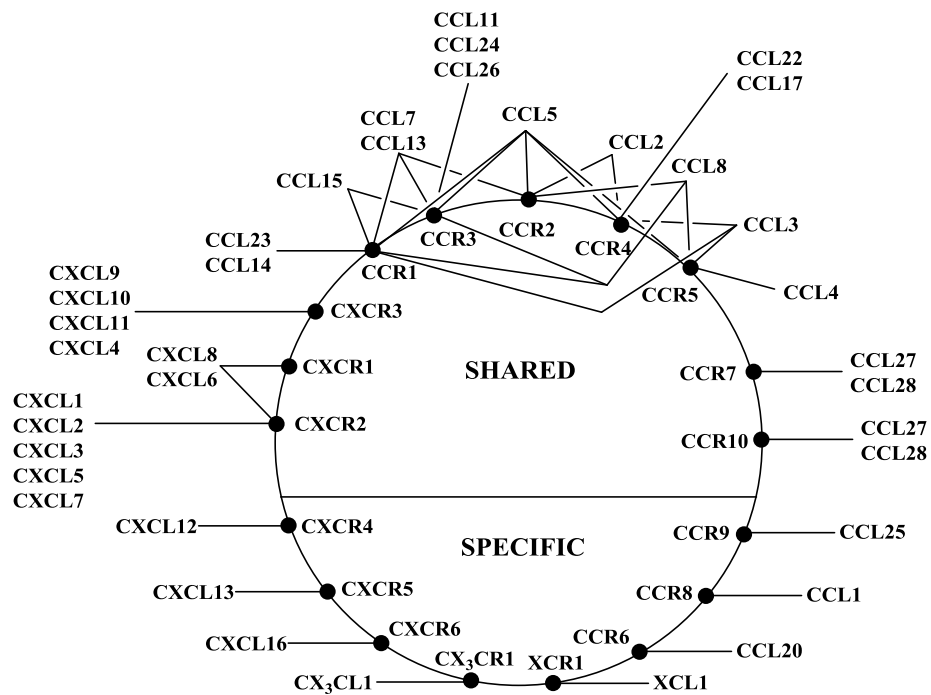 CCL11
CCL24
CCL26
CCL22
CCL17
CCL7
CCL13
CCL5
CCL2
CCL8
CCL15
CCL3
CCR3
CCR2
CCR4
CCL23
CCL14
CCR1
CCR5
CCL4
CXCL9
CXCL10
CXCL11
CXCL4
CXCR3
CXCL8
CXCL6
CXCR1
SHARED
CCR7
CCL27
CCL28
CXCL1
CXCL2
CXCL3
CXCL5
CXCL7
CXCR2
CCR10
CCL27
CCL28
CXCL12
CXCR4
SPECIFIC
CCR9
CCL25
CXCL13
CXCR5
CCR8
CCL1
CXCL16
CXCR6
CCR6
CCL20
CX₃CL1
CX₃CR1
XCR1
XCL1